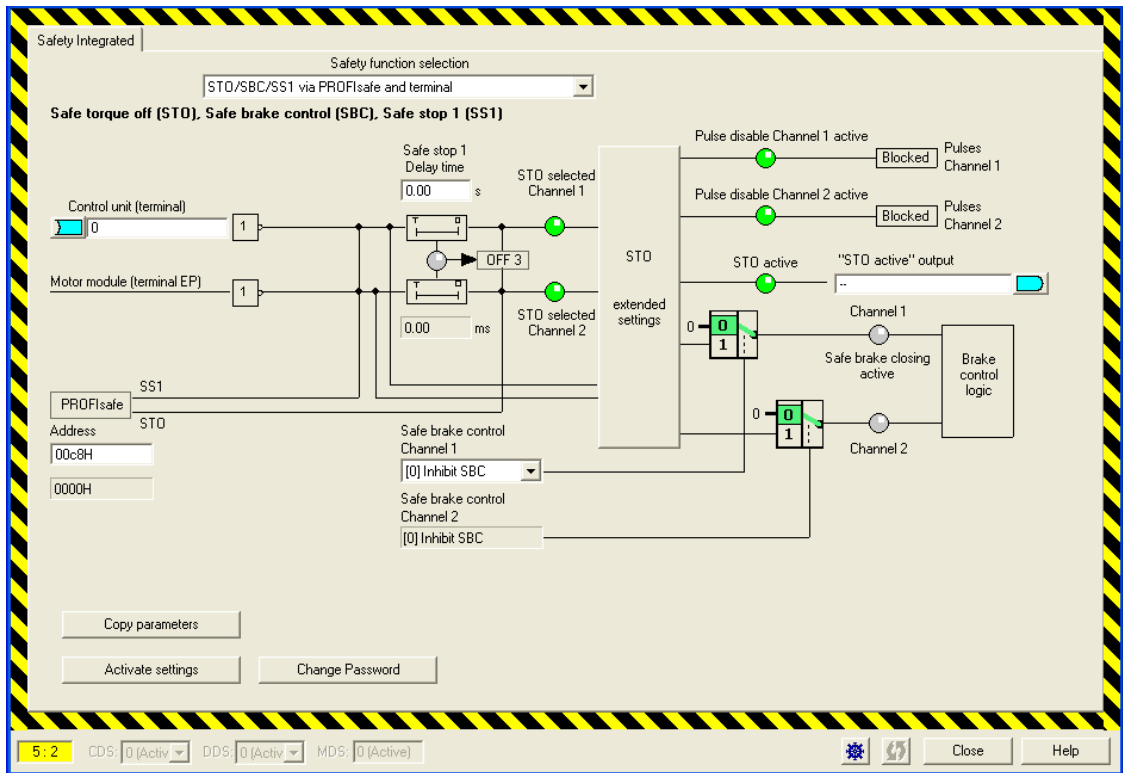 Safety Integrated
Safety function selection
STO/SBC/SS1 via PROFIsafe and terminal
Safe torque off (STO), Safe brake control (SBC), Safe stop 1 (SS1)
Safe stop 1
Delay time
0.00 s
Control unit (terminal)
0
1
Motor module (terminal EP)
1
T 0
OFF 3
T 0
0.00 ms
STO selected
Channel 1
STO selected
Channel 2
STO
extended
settings
Pulse disable Channel 1 active
Blocked
Pulses
Channel 1
Pulse disable Channel 2 active
Blocked
Pulses
Channel 2
STO active
"STO active" output
--
0
0
1
Channel 1
Safe brake closing
active
0
0
1
Channel 2
Brake
control
logic
PROFIsafe
SS1
STO
Address
00c8H
0000H
Safe brake control
Channel 1
[0] Inhibit SBC
Safe brake control
Channel 2
[0] Inhibit SBC
Copy parameters
Activate settings
Change Password
5 : 2
CDS: 0 (Activ
DDS: 0 (Activ
MDS: 0 (Active)
Close
Help